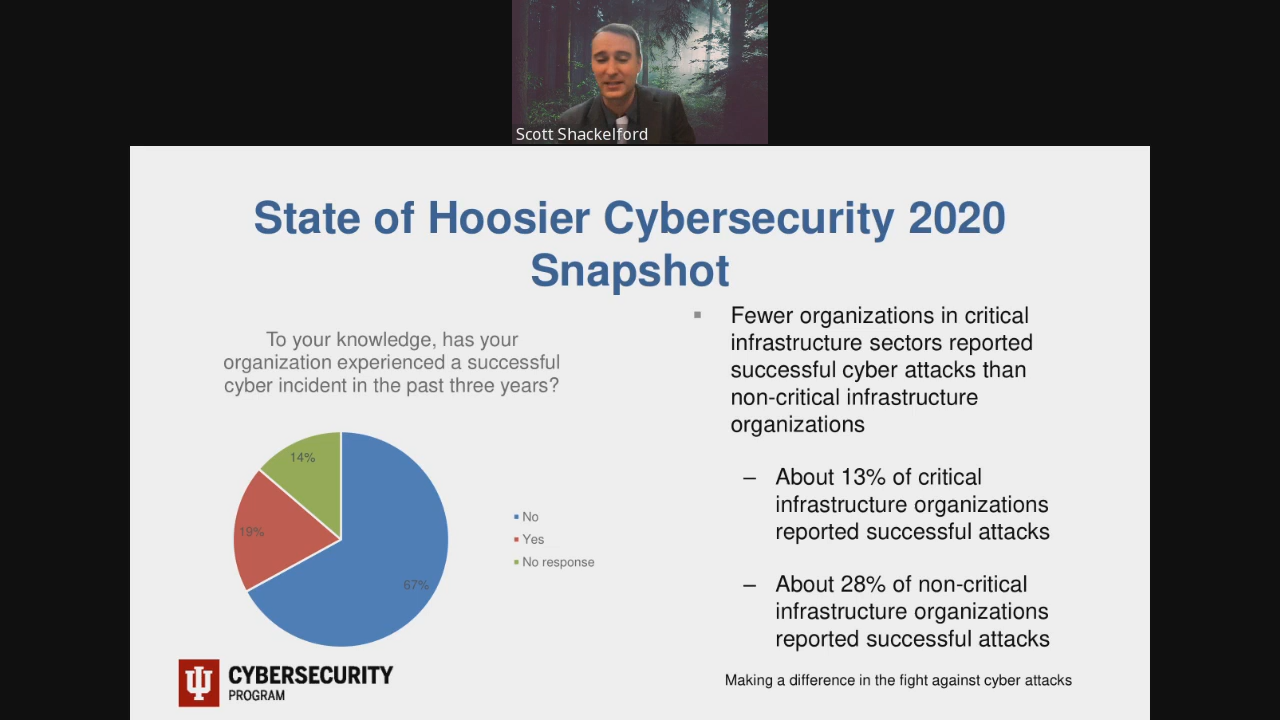 Scott Shackelford
State of Hoosier Cybersecurity 2020
Snapshot
To your knowledge, has your
organization experienced a successful
cyber incident in the past three years?
14%
19%
67%
No
Yes
No response
Fewer organizations in critical
infrastructure sectors reported
successful cyber attacks than
non-critical infrastructure
organizations
– About 13% of critical
infrastructure organizations
reported successful attacks
– About 28% of non-critical
infrastructure organizations
reported successful attacks
CYBERSECURITY
PROGRAM
Making a difference in the fight against cyber attacks